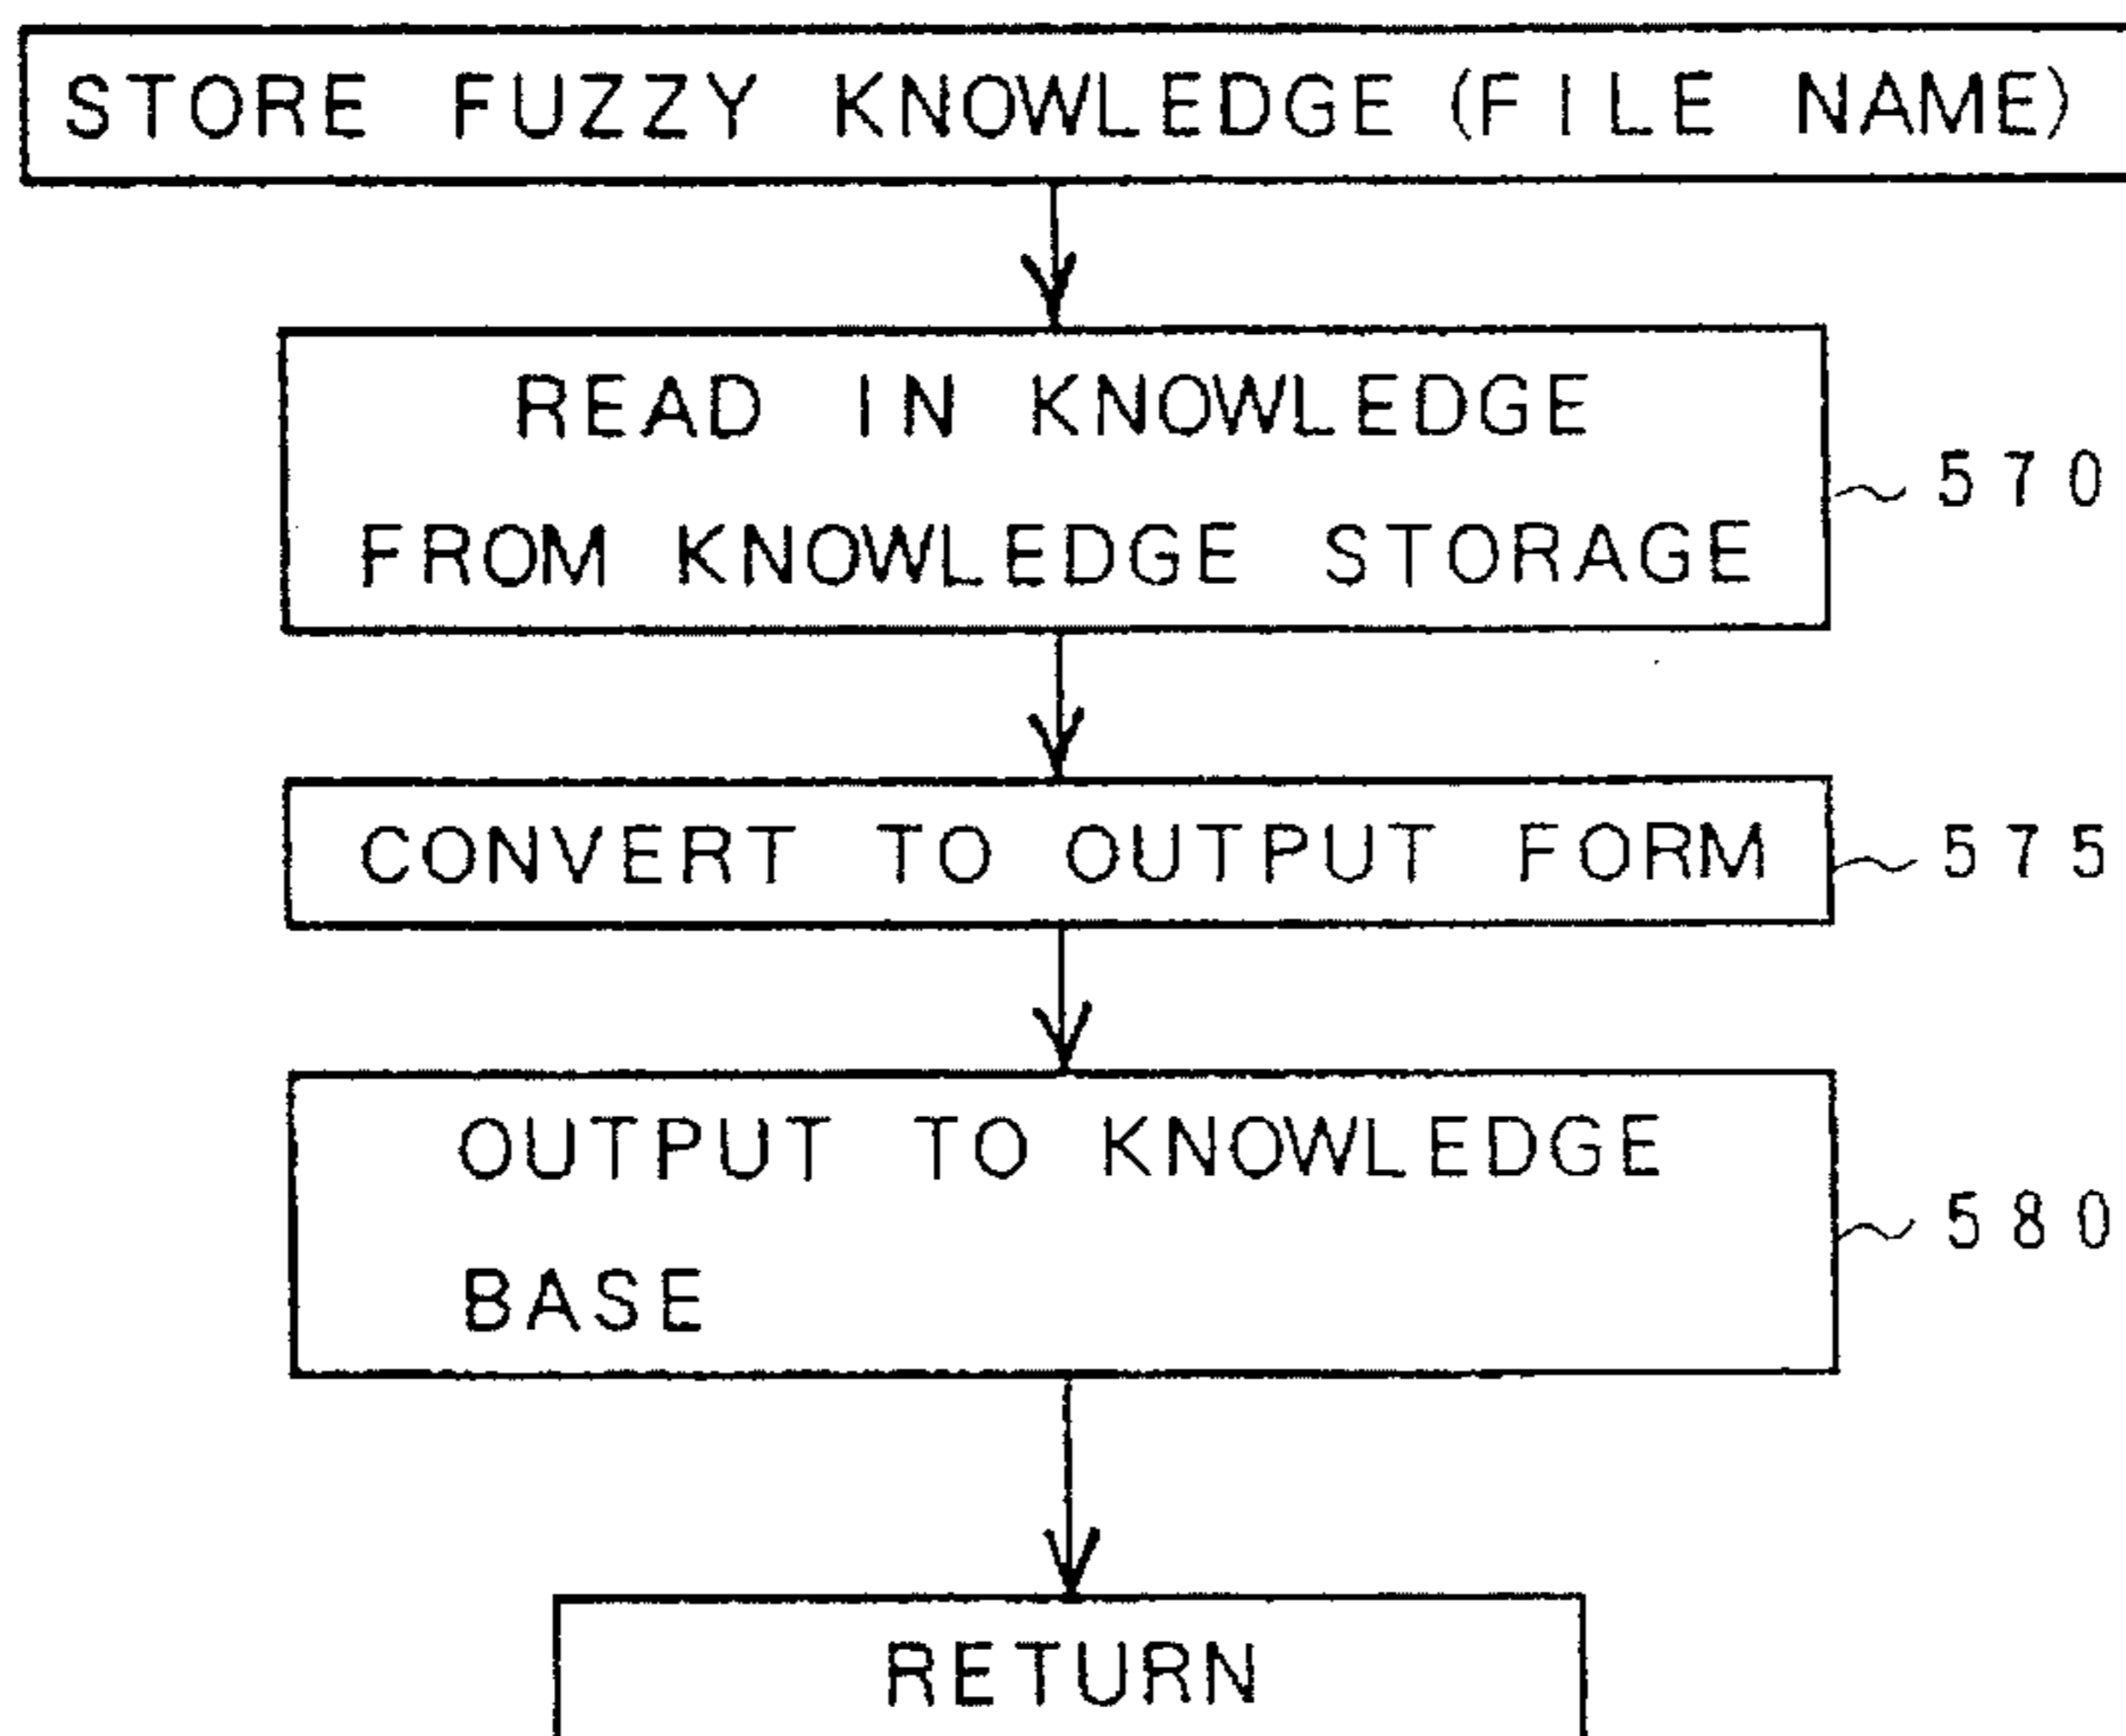 STORE FUZZY KNOWLEDGE (FILE NAME)
READ IN KNOWLEDGE
FROM KNOWLEDGE STORAGE
570
CONVERT TO OUTPUT FORM
575
OUTPUT TO KNOWLEDGE
BASE
580
RETURN